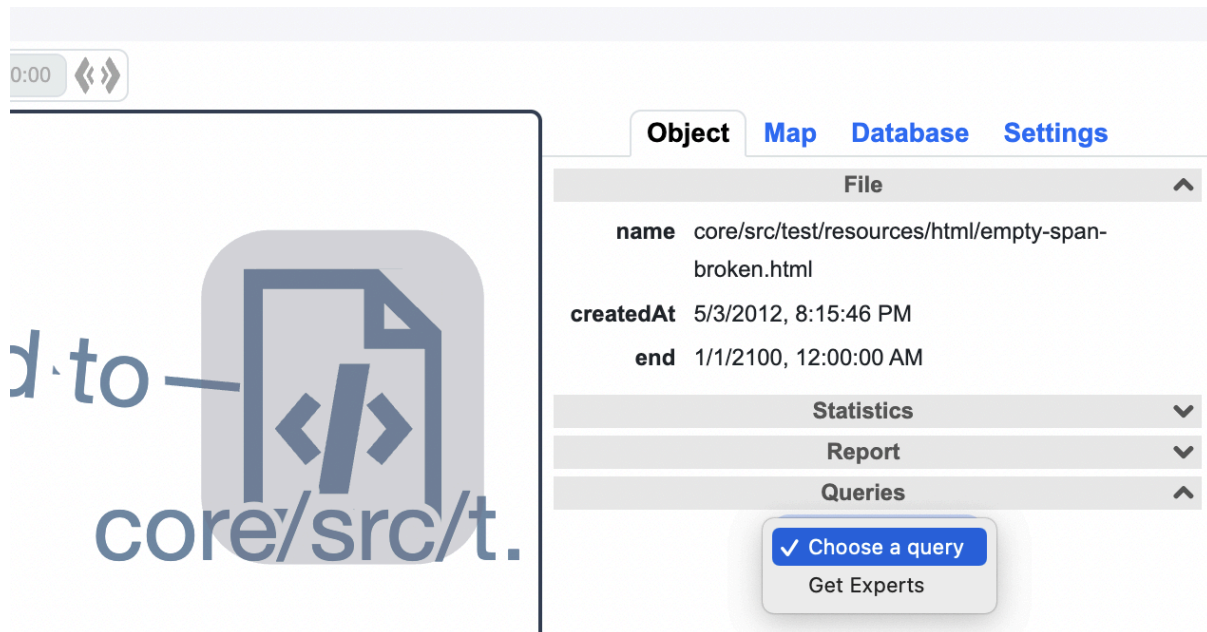 0:00
Object Map Database Settings
File
name core/src/test/resources/html/empty-span-
broken.html
createdAt 5/3/2012, 8:15:46 PM
end 1/1/2100, 12:00:00 AM
Statistics
Report
Queries
✓ Choose a query
Get Experts
d to
</>
core/src/t.